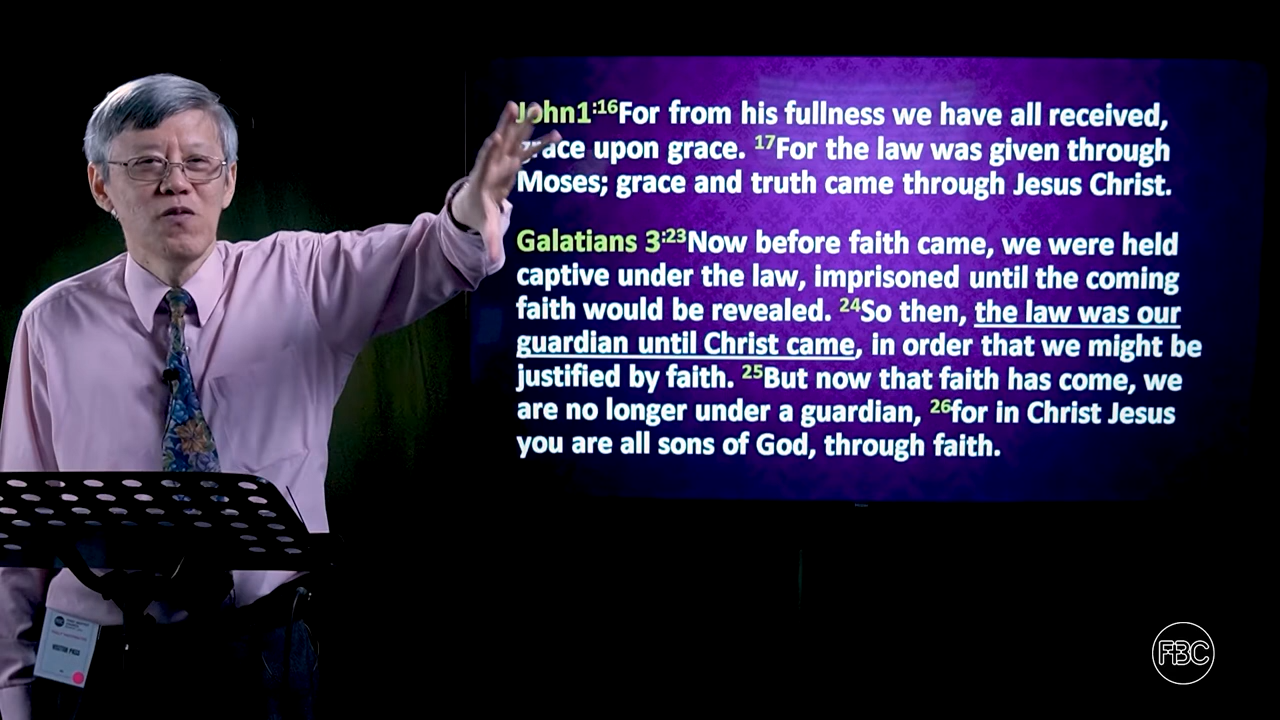 John1:16For from his fullness we have all received,
grace upon grace. 17For the law was given through
Moses; grace and truth came through Jesus Christ.
Galatians 3:23Now before faith came, we were held
captive under the law, imprisoned until the coming
faith would be revealed. 24So then, the law was our
guardian until Christ came, in order that we might be
justified by faith. 25But now that faith has come, we
are no longer under a guardian, 26for in Christ Jesus
you are all sons of God, through faith.
VISITOR PASS
FBC